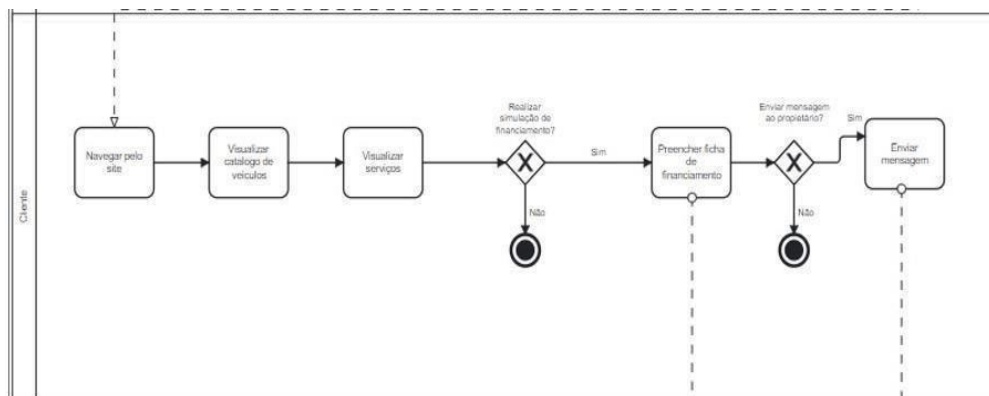 Cliente
Navegar pelo
site
Visualizar
catalogo de
veículos
Visualizar
serviços
Realizar
simulação de
financiamento?
Sim
Não
Preencher ficha
de
financiamento
Enviar mensagem
ao propietário?
Sim
Não
Enviar
mensagem